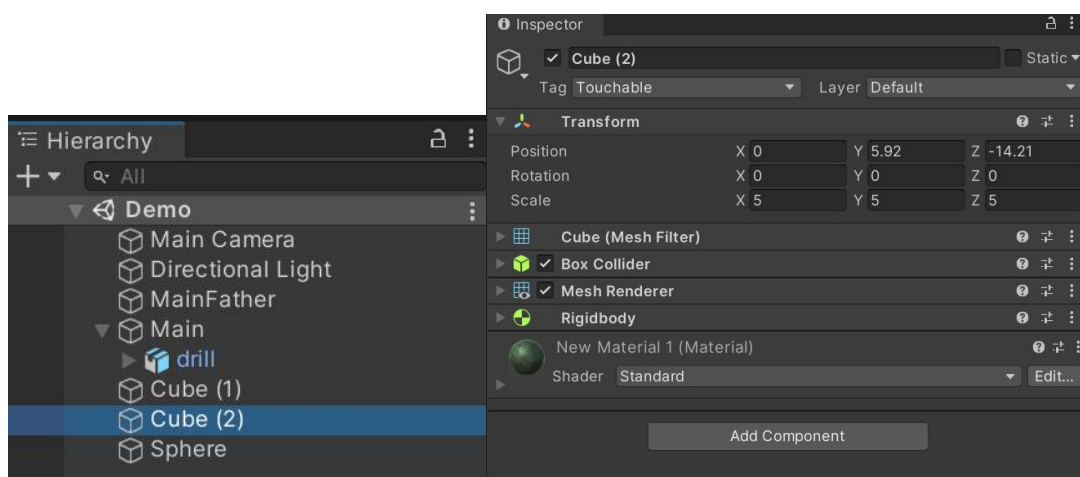 Hierarchy
All
Demo
Main Camera
Directional Light
MainFather
Main
drill
Cube (1)
Cube (2)
Sphere
Inspector
Cube (2) Static
Tag Touchable Layer Default
Transform
Position X 0 Y 5.92 Z -14.21
Rotation X 0 Y 0 Z 0
Scale X 5 Y 5 Z 5
Cube (Mesh Filter)
Box Collider
Mesh Renderer
Rigidbody
New Material 1 (Material)
Shader Standard Edit...
Add Component